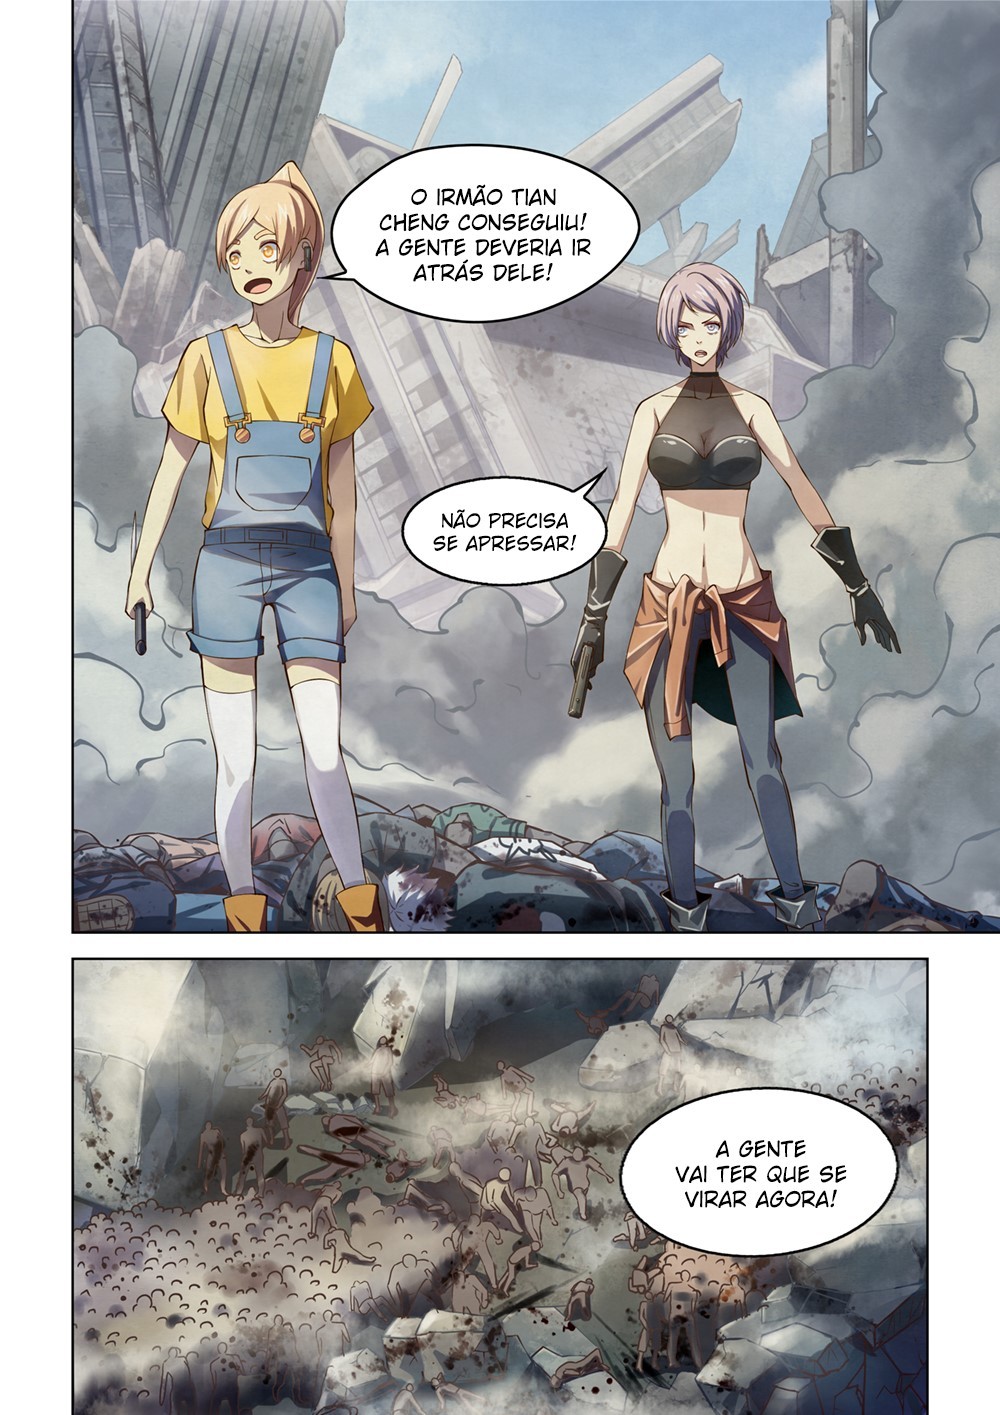 O IRMÃO TIAN
CHENG CONSEGUIU!
A GENTE DEVERIA IR
ATRÁS DELE!
NÃO PRECISA
SE APRESSAR!
A GENTE
VAI TER QUE SE
VIRAR AGORA!